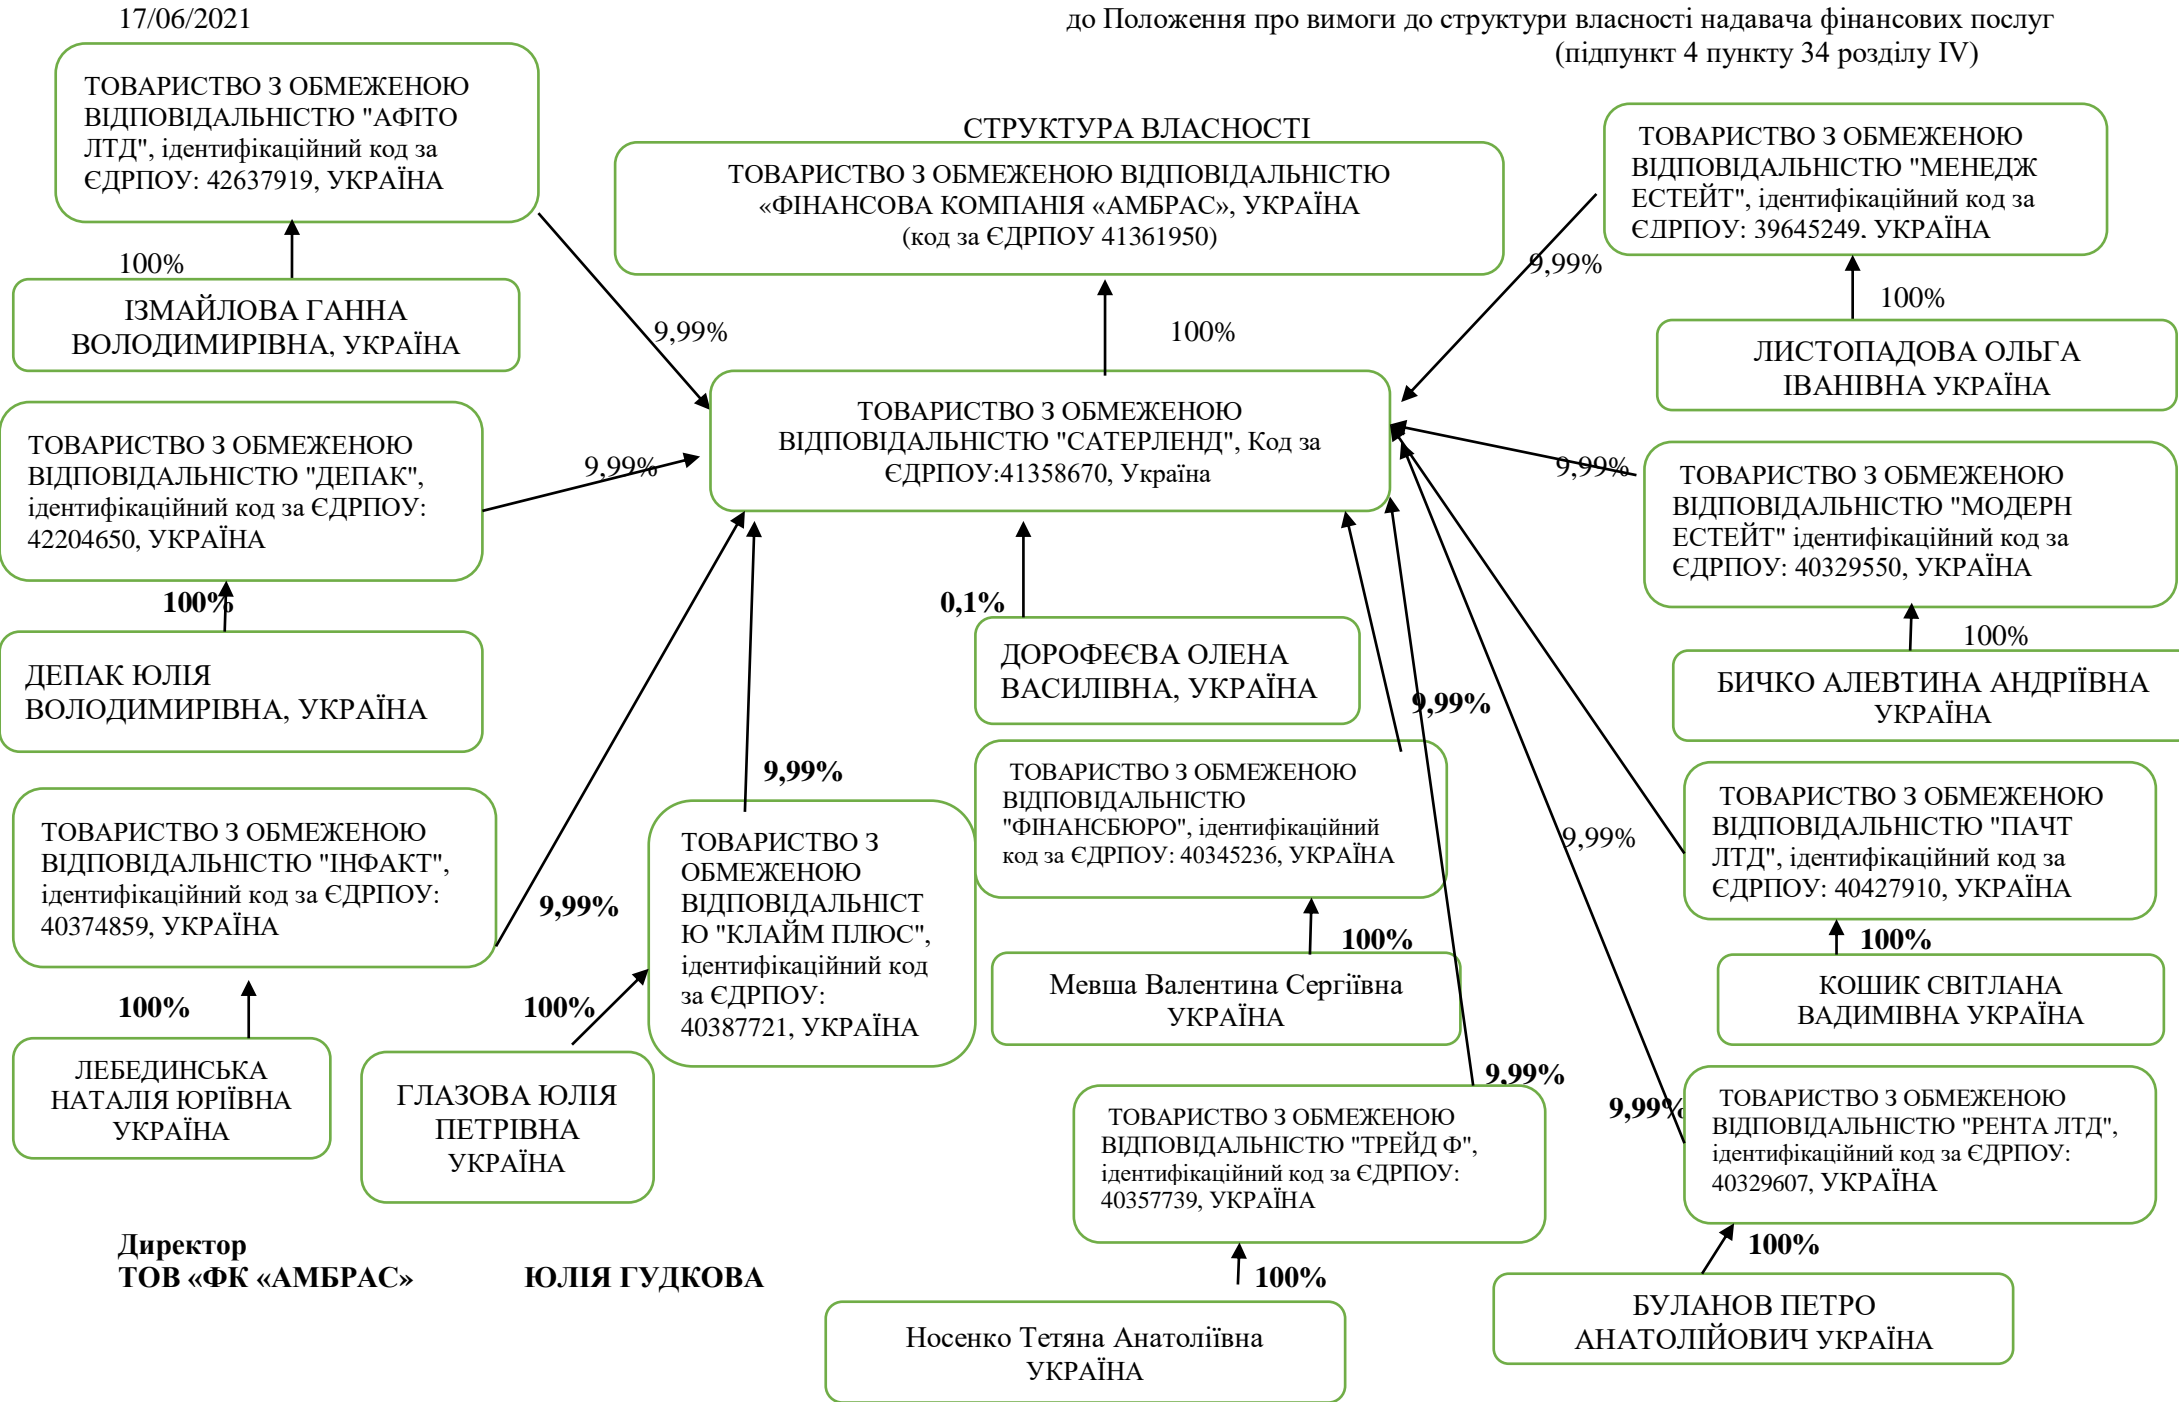 17/06/2021
до Положення про вимоги до структури власності надавача фінансових послуг
(підпункт 4 пункту 34 розділу IV)
ТОВАРИСТВО З ОБМЕЖЕНОЮ
ВІДПОВІДАЛЬНІСТЮ "АФІТО
ЛТД", ідентифікаційний код за
ЄДРПОУ: 42637919, УКРАЇНА
СТРУКТУРА ВЛАСНОСТІ
ТОВАРИСТВО З ОБМЕЖЕНОЮ ВІДПОВІДАЛЬНІСТЮ
«ФІНАНСОВА КОМПАНІЯ «АМБРАС», УКРАЇНА
(код за ЄДРПОУ 41361950)
ТОВАРИСТВО З ОБМЕЖЕНОЮ
ВІДПОВІДАЛЬНІСТЮ "МЕНЕДЖ
ЕСТЕЙТ", ідентифікаційний код за
ЄДРПОУ: 39645249, УКРАЇНА
100%
9,99%
100%
ІЗМАЙЛОВА ГАННА
ВОЛОДИМИРІВНА, УКРАЇНА
9,99%
100%
ЛИСТОПАДОВА ОЛЬГА
ІВАНІВНА УКРАЇНА
ТОВАРИСТВО З ОБМЕЖЕНОЮ
ВІДПОВІДАЛЬНІСТЮ "САТЕРЛЕНД", Код за
ЄДРПОУ:41358670, Україна
ТОВАРИСТВО З ОБМЕЖЕНОЮ
ВІДПОВІДАЛЬНІСТЮ "ДЕПАК",
ідентифікаційний код за ЄДРПОУ:
42204650, УКРАЇНА
9,99%
9,99%
ТОВАРИСТВО З ОБМЕЖЕНОЮ
ВІДПОВІДАЛЬНІСТЮ "МОДЕРН
ЕСТЕЙТ" ідентифікаційний код за
ЄДРПОУ: 40329550, УКРАЇНА
100%
0,1%
100%
ДЕПАК ЮЛІЯ
ВОЛОДИМИРІВНА, УКРАЇНА
ДОРОФЕЄВА ОЛЕНА
ВАСИЛІВНА, УКРАЇНА
9,99%
БИЧКО АЛЕВТИНА АНДРІЇВНА
УКРАЇНА
9,99%
ТОВАРИСТВО З ОБМЕЖЕНОЮ
ВІДПОВІДАЛЬНІСТЮ "ІНФАКТ",
ідентифікаційний код за ЄДРПОУ:
40374859, УКРАЇНА
9,99%
ТОВАРИСТВО З
ОБМЕЖЕНОЮ
ВІДПОВІДАЛЬНІСТ
Ю "КЛАЙМ ПЛЮС",
ідентифікаційний код
за ЄДРПОУ:
40387721, УКРАЇНА
ТОВАРИСТВО З ОБМЕЖЕНОЮ
ВІДПОВІДАЛЬНІСТЮ
"ФІНАНСБЮРО", ідентифікаційний
код за ЄДРПОУ: 40345236, УКРАЇНА
9,99%
ТОВАРИСТВО З ОБМЕЖЕНОЮ
ВІДПОВІДАЛЬНІСТЮ "ПАЧТ
ЛТД", ідентифікаційний код за
ЄДРПОУ: 40427910, УКРАЇНА
100%
100%
100%
100%
Мевша Валентина Сергіївна
УКРАЇНА
КОШИК СВІТЛАНА
ВАДИМІВНА УКРАЇНА
ЛЕБЕДИНСЬКА
НАТАЛІЯ ЮРІЇВНА
УКРАЇНА
ГЛАЗОВА ЮЛІЯ
ПЕТРІВНА
УКРАЇНА
9,99%
9,99%
ТОВАРИСТВО З ОБМЕЖЕНОЮ
ВІДПОВІДАЛЬНІСТЮ "ТРЕЙД Ф",
ідентифікаційний код за ЄДРПОУ:
40357739, УКРАЇНА
ТОВАРИСТВО З ОБМЕЖЕНОЮ
ВІДПОВІДАЛЬНІСТЮ "РЕНТА ЛТД",
ідентифікаційний код за ЄДРПОУ:
40329607, УКРАЇНА
Директор
ТОВ «ФК «АМБРАС» ЮЛІЯ ГУДКОВА
100%
100%
Носенко Тетяна Анатоліївна
УКРАЇНА
БУЛАНОВ ПЕТРО
АНАТОЛІЙОВИЧ УКРАЇНА